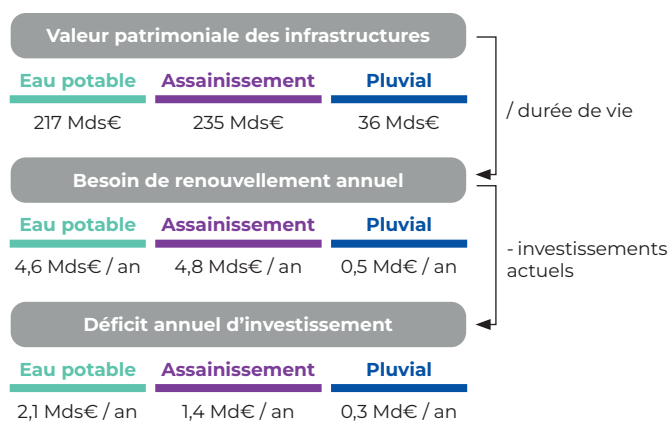 Valeur patrimoniale des infrastructures
Eau potable Assainissement Pluvial
217 Mds€ 235 Mds€ 36 Mds€
/ durée de vie
Besoin de renouvellement annuel
Eau potable Assainissement Pluvial
4,6 Mds€ / an 4,8 Mds€ / an 0,5 Md€ / an
- investissements
actuels
Déficit annuel d'investissement
Eau potable Assainissement Pluvial
2,1 Mds€ / an 1,4 Md€ / an 0,3 Md€ / an